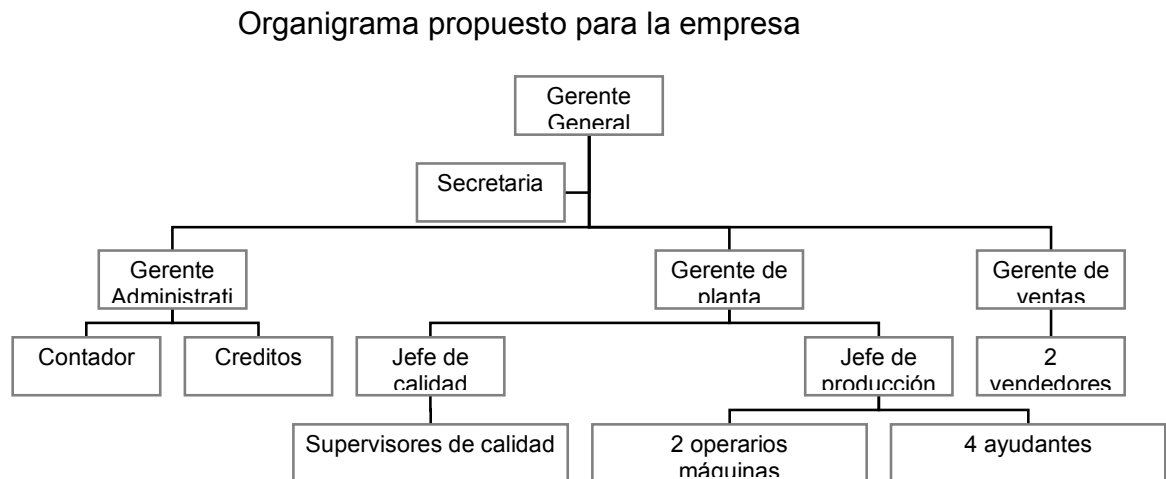 Organigrama propuesto para la empresa
Gerente
General
Secretaria
Gerente
Administrati
Gerente de
planta
Gerente de
ventas
Contador
Creditos
Jefe de
calidad
Jefe de
producción
2
vendedores
Supervisores de calidad
2 operarios
máquinas
4 ayudantes